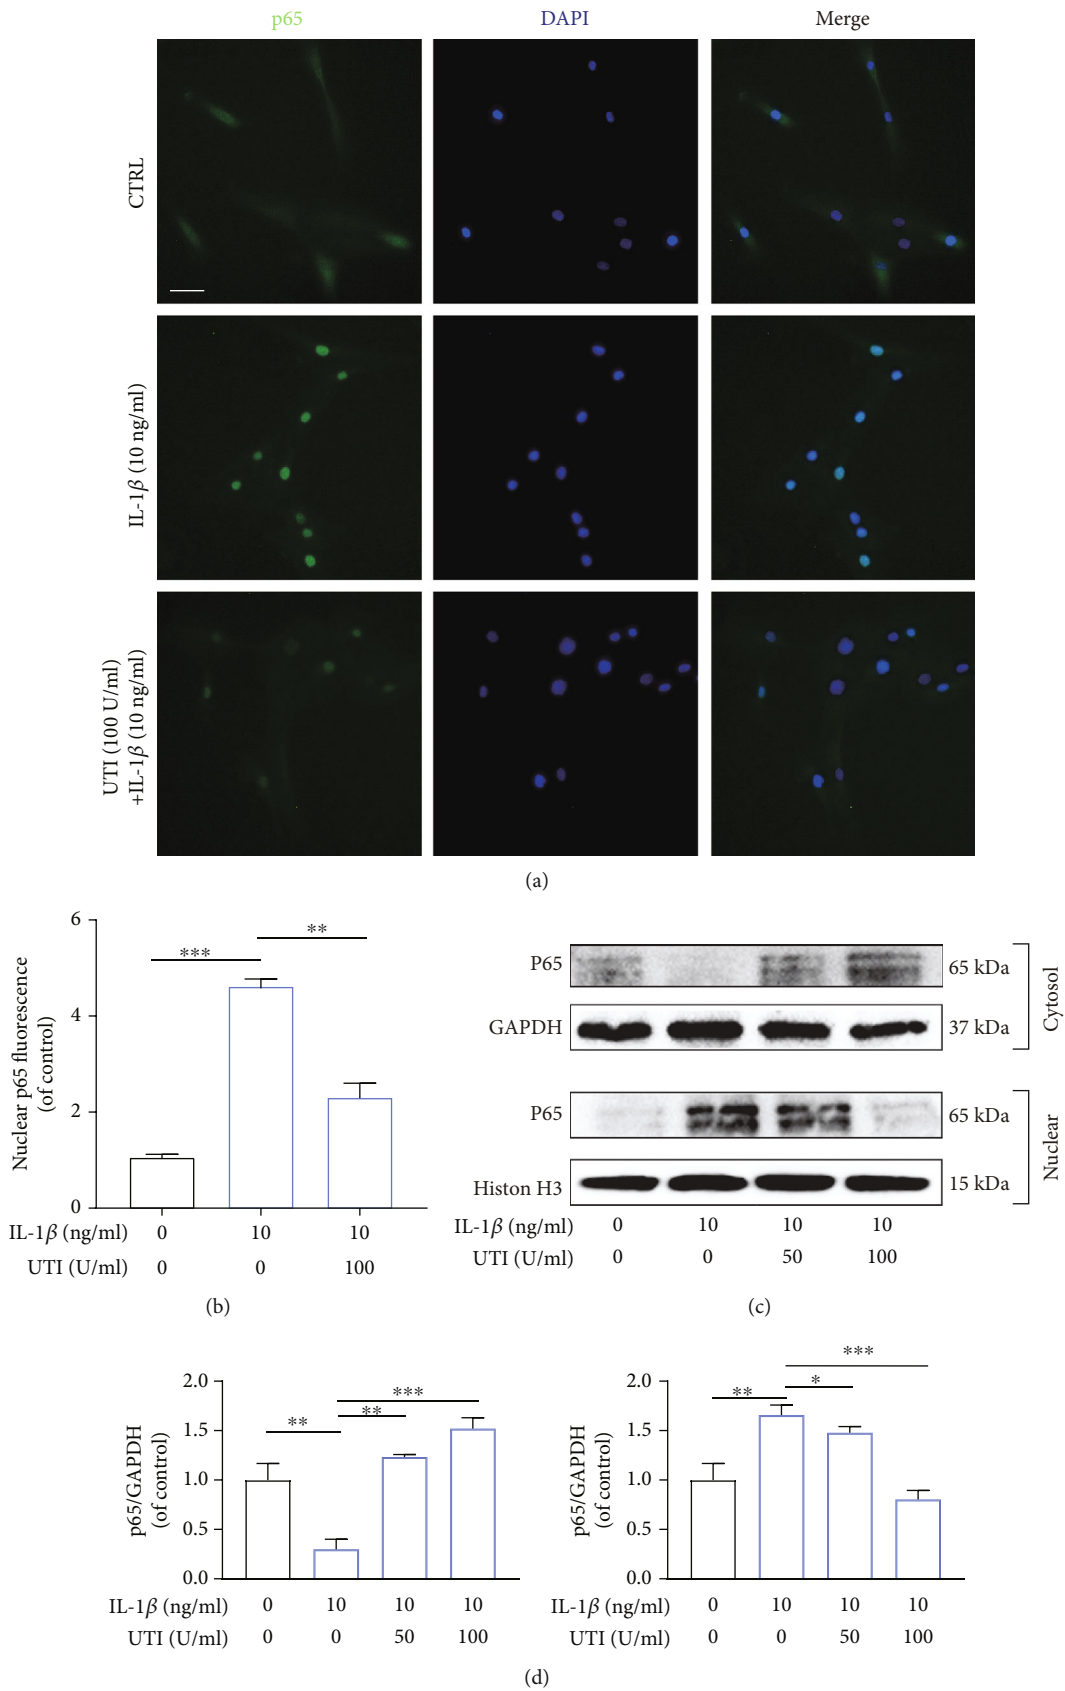 p65 DAPI Merge
CTRL
IL-1β (10 ng/ml)
UTI (100 U/ml)
+IL-1β (10 ng/ml)
(a)
Nuclear p65 fluorescence
(of control)
6
4
2
0
***
**
IL-1β (ng/ml) 0 10 10
UTI (U/ml) 0 0 100
(b)
P65 65 kDa
GAPDH 37 kDa
Cytosol
P65 65 kDa
Histon H3 15 kDa
Nuclear
IL-1β (ng/ml) 0 10 10 10
UTI (U/ml) 0 0 50 100
(c)
p65/GAPDH
(of control)
2.0
1.5
1.0
0.5
0.0
**
**
***
IL-1β (ng/ml) 0 10 10 10
UTI (U/ml) 0 0 50 100
p65/GAPDH
(of control)
2.0
1.5
1.0
0.5
0.0
**
*
***
IL-1β (ng/ml) 0 10 10 10
UTI (U/ml) 0 0 50 100
(d)